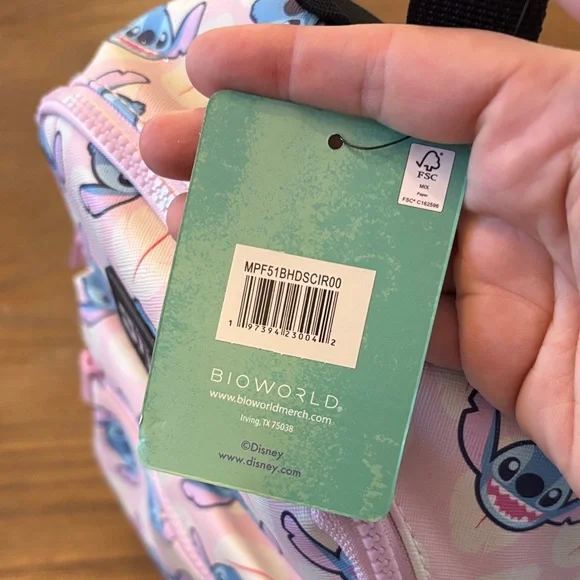 FSC
MIX
Paper
FSC® C162596
MPF51BHDSCIR00
1 97394 23004 2
BIOWORLD®
www.bioworldmerch.com
Irving, TX 75038
©Disney
www.disney.com